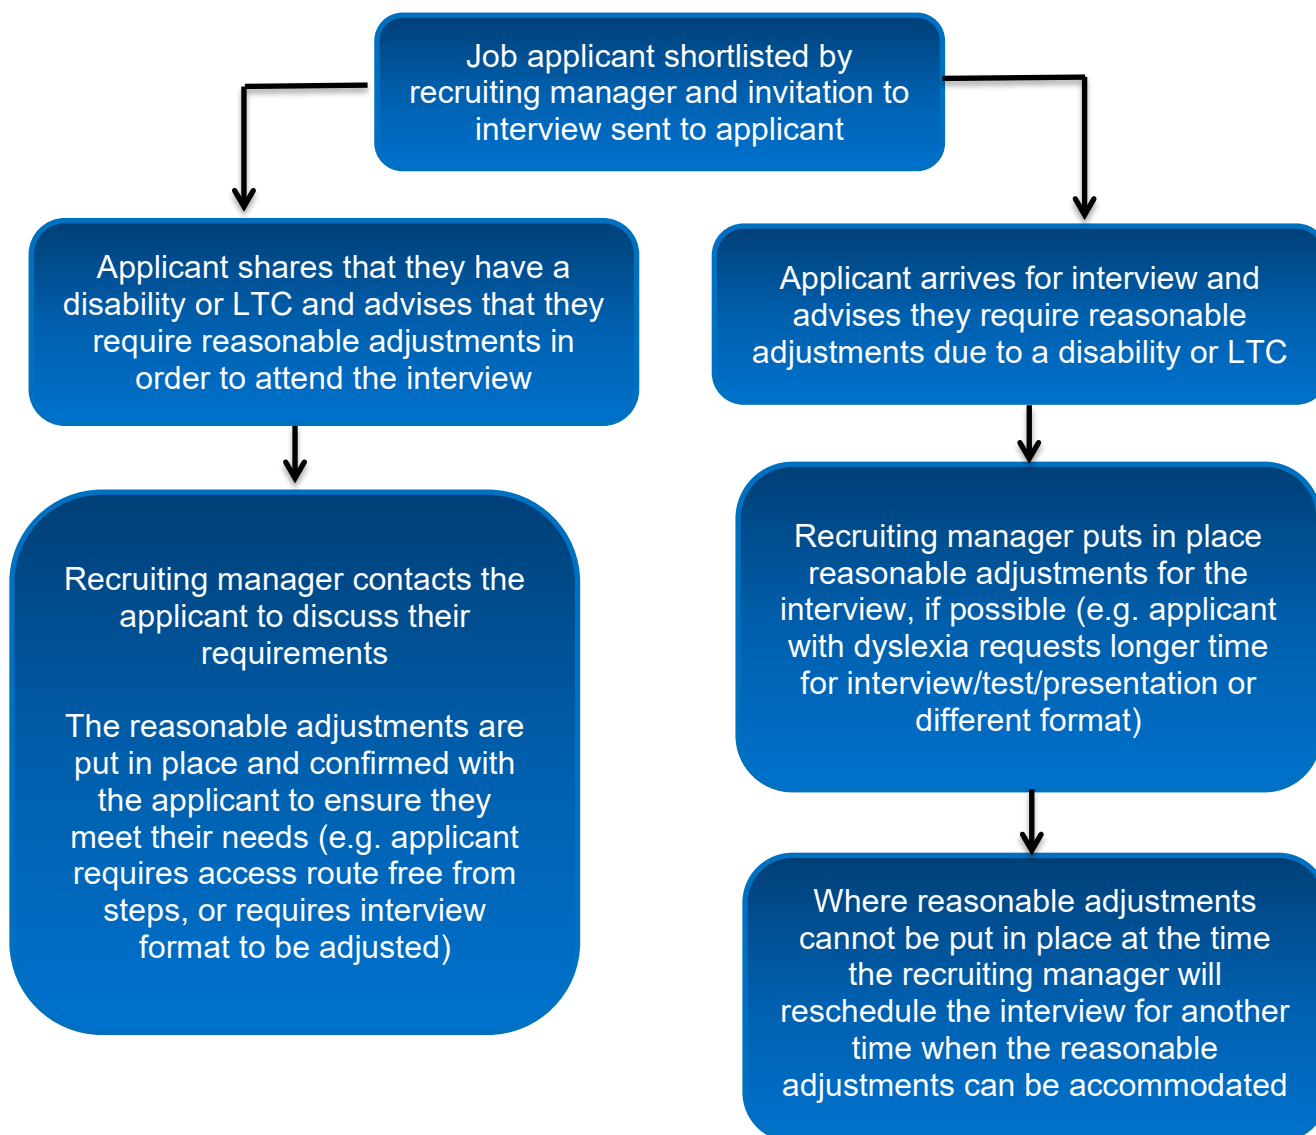 Job applicant shortlisted by
recruiting manager and invitation to
interview sent to applicant
Applicant shares that they have a
disability or LTC and advises that they
require reasonable adjustments in
order to attend the interview
Recruiting manager contacts the
applicant to discuss their
requirements
The reasonable adjustments are
put in place and confirmed with
the applicant to ensure they
meet their needs (e.g. applicant
requires access route free from
steps, or requires interview
format to be adjusted)
Applicant arrives for interview and
advises they require reasonable
adjustments due to a disability or LTC
Recruiting manager puts in place
reasonable adjustments for the
interview, if possible (e.g. applicant
with dyslexia requests longer time
for interview/test/presentation or
different format)
Where reasonable adjustments
cannot be put in place at the time
the recruiting manager will
reschedule the interview for another
time when the reasonable
adjustments can be accommodated